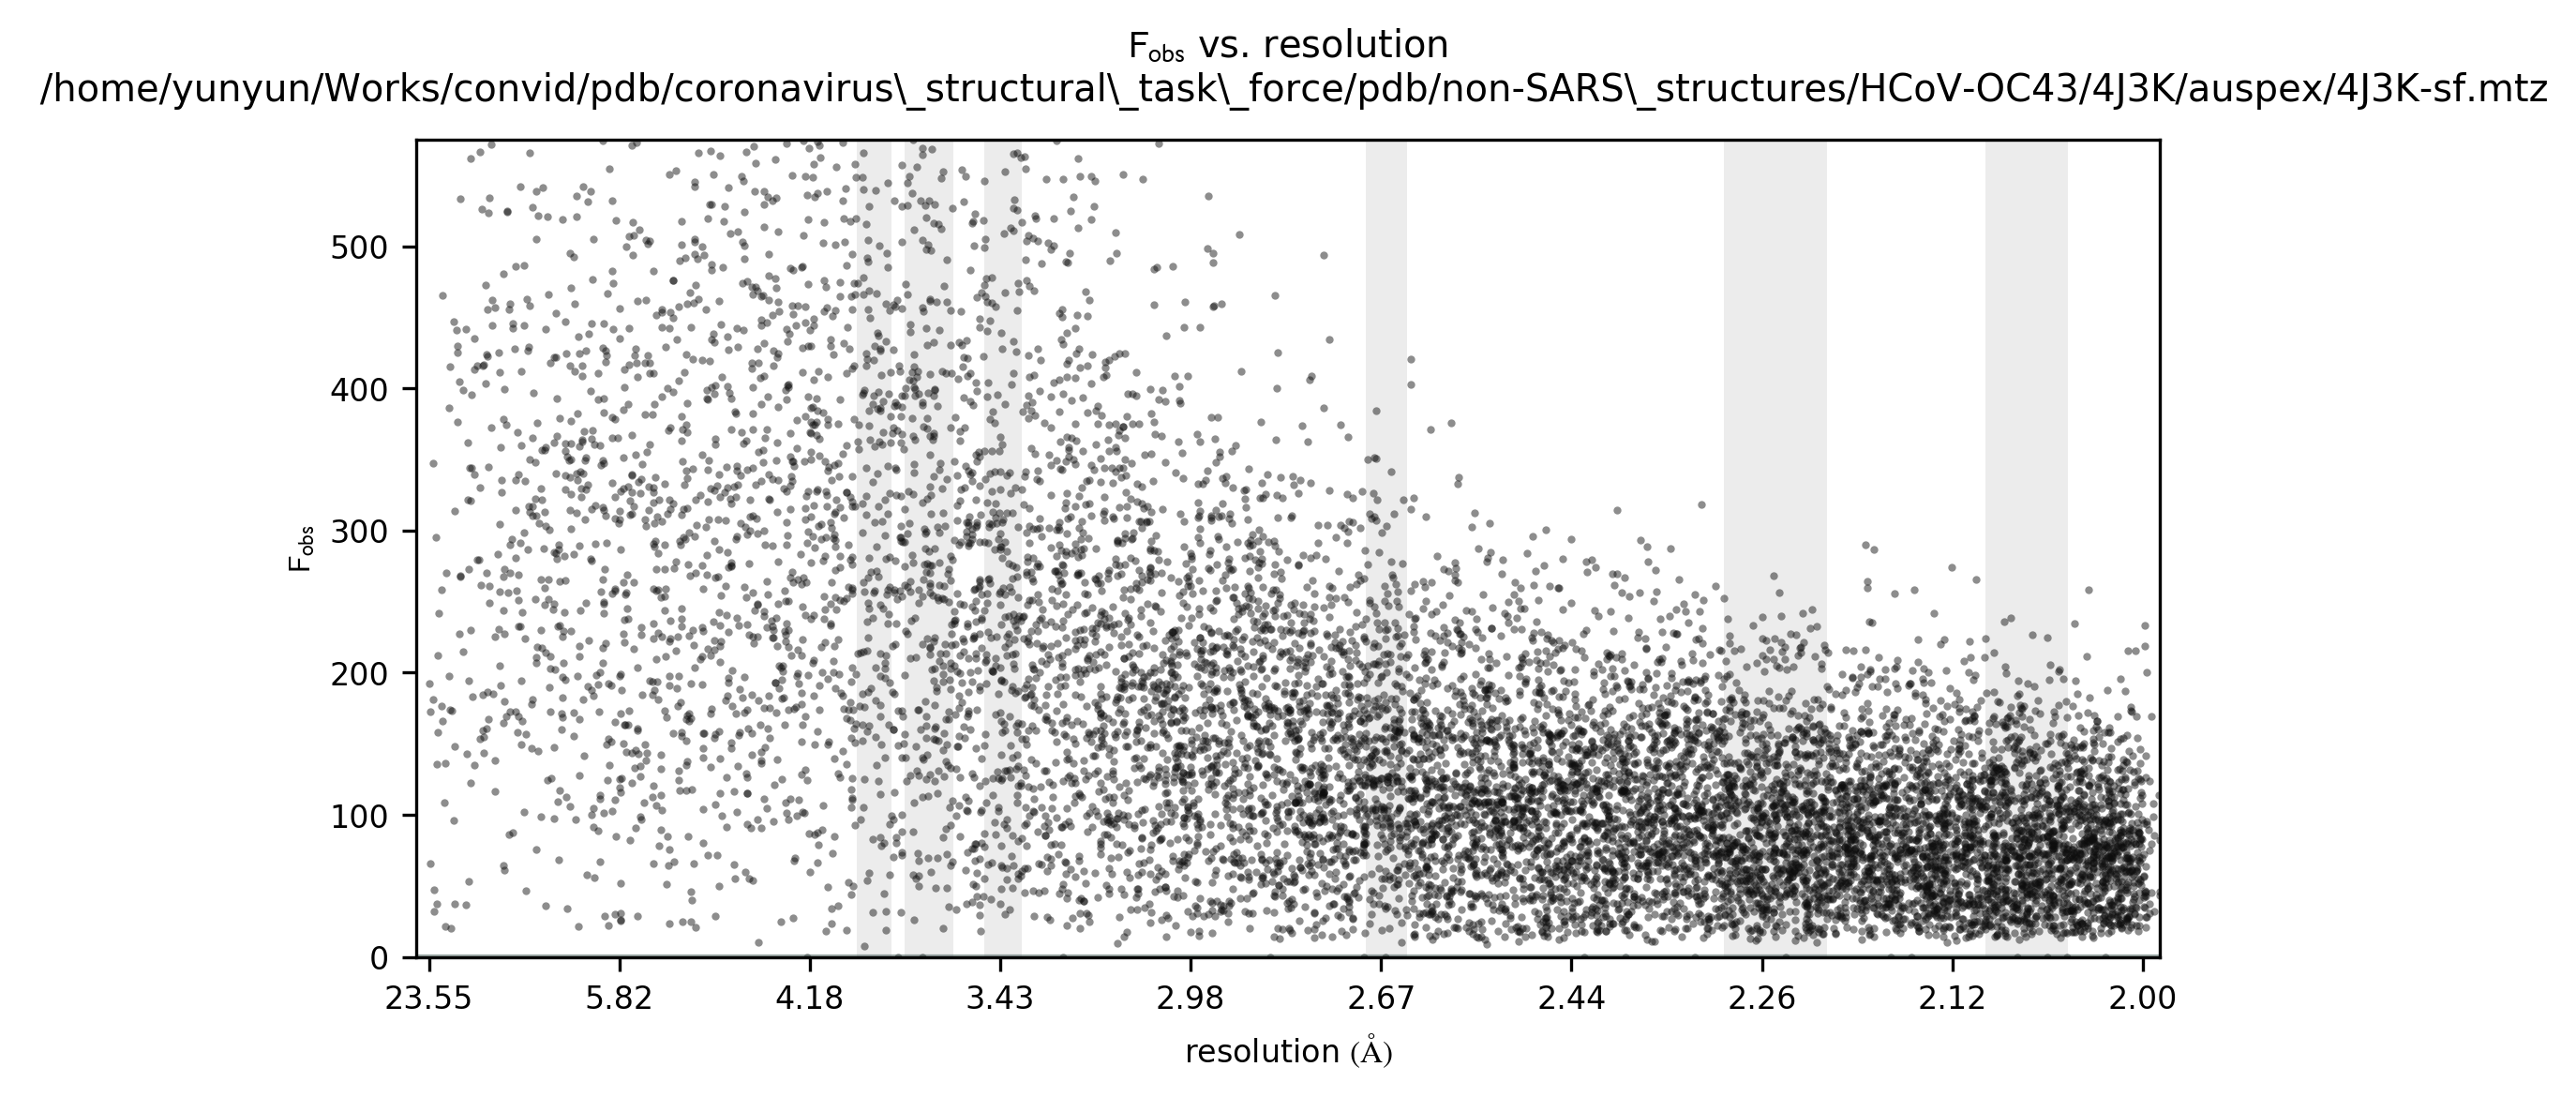 F_obs vs. resolution
/home/yunyun/Works/convid/pdb/coronavirus\_structural\_task\_force/pdb/non-SARS\_structures/HCoV-OC43/4J3K/auspex/4J3K-sf.mtz
500
400
300
200
100
0
F_obs
23.55 5.82 4.18 3.43 2.98 2.67 2.44 2.26 2.12 2.00
resolution (Å)